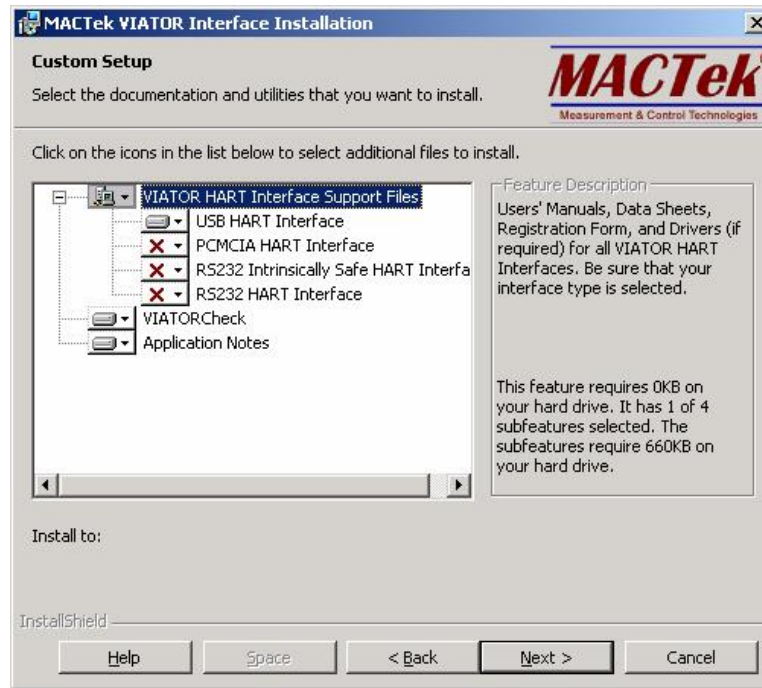 MACTek VIATOR Interface Installation
Custom Setup
Select the documentation and utilities that you want to install.
MACTek
Measurement & Control Technologies
Click on the icons in the list below to select additional files to install.
VIATOR HART Interface Support Files
USB HART Interface
PCMCIA HART Interface
RS232 Intrinsically Safe HART Interfa
RS232 HART Interface
VIATORCheck
Application Notes
Feature Description
Users' Manuals, Data Sheets,
Registration Form, and Drivers (if
required) for all VIATOR HART
Interfaces. Be sure that your
interface type is selected.
This feature requires 0KB on
your hard drive. It has 1 of 4
subfeatures selected. The
subfeatures require 660KB on
your hard drive.
Install to:
InstallShield
Help
Space
< Back
Next >
Cancel